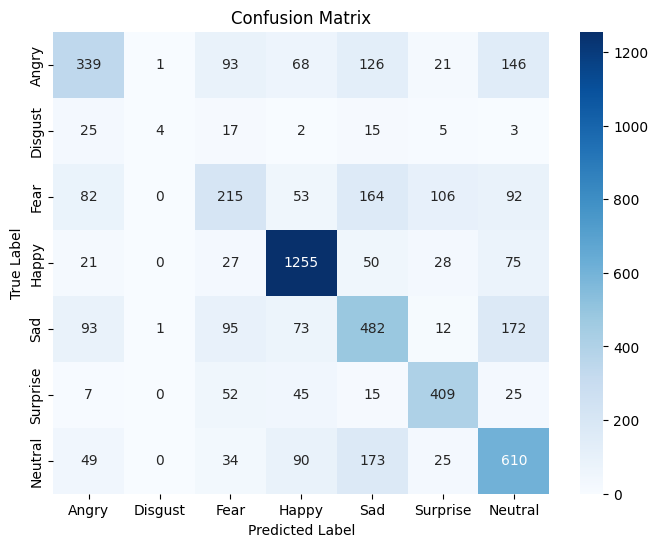 Confusion Matrix
Angry 339 1 93 68 126 21 146
Disgust 25 4 17 2 15 5 3
Fear 82 0 215 53 164 106 92
Happy 21 0 27 1255 50 28 75
Sad 93 1 95 73 482 12 172
Surprise 7 0 52 45 15 409 25
Neutral 49 0 34 90 173 25 610
Angry Disgust Fear Happy Sad Surprise Neutral
Predicted Label
True Label
1200
1000
800
600
400
200
0